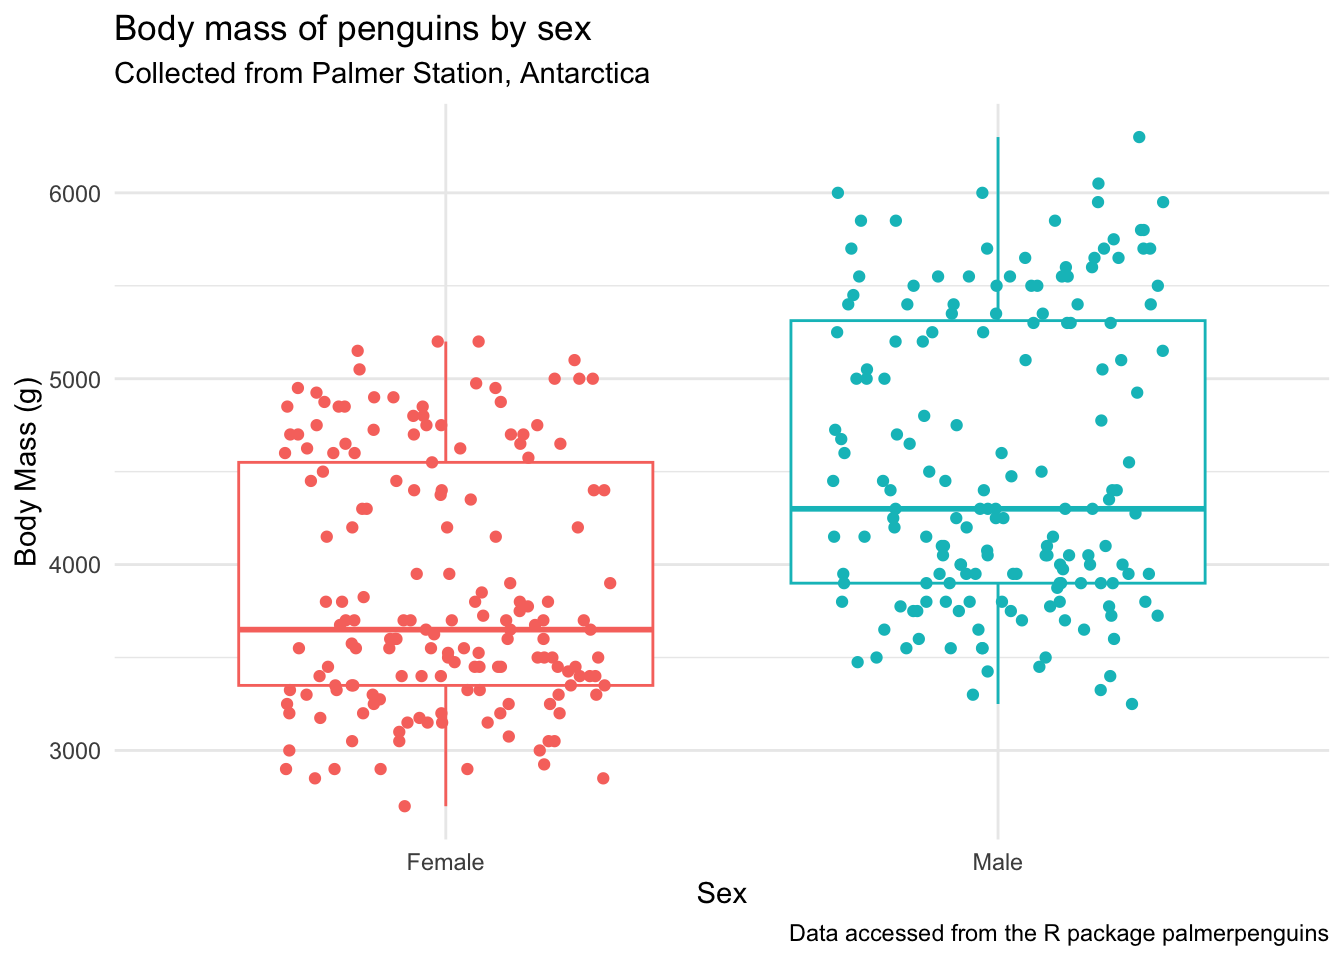 Body mass of penguins by sex
Collected from Palmer Station, Antarctica
Body Mass (g)
6000
5000
4000
3000
Female
Male
Sex
Data accessed from the R package palmerpenguins